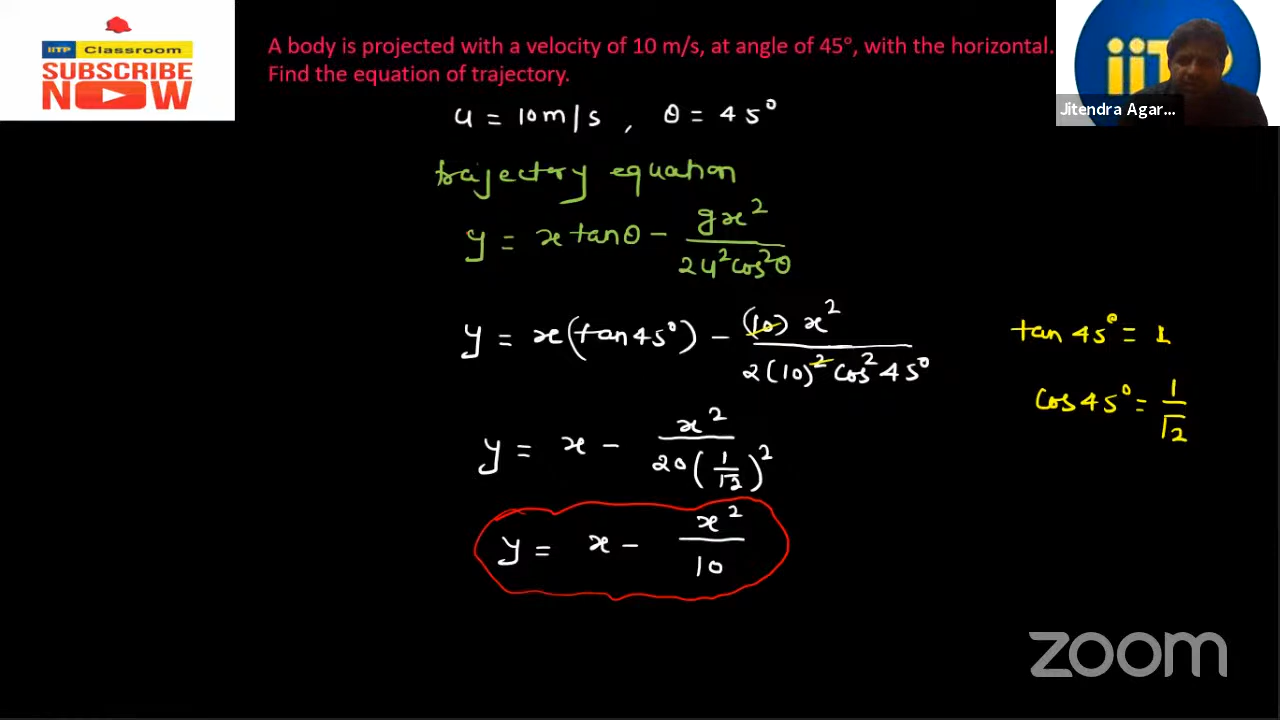 IITP Classroom
SUBSCRIBE
NOW
A body is projected with a velocity of 10 m/s, at angle of 45°, with the horizontal.
Find the equation of trajectory.
iiTP
Jitendra Agar...
u = 10m/s , θ = 45°
trajectory equation
y = x tanθ − gx² / 2u²cos²θ
y = x(tan45°) − (10) x² / 2(10)² cos²45°
tan 45° = 1
cos45° = 1/√2
y = x − x² / 20(1/√2)²
y = x − x² / 10
zoom